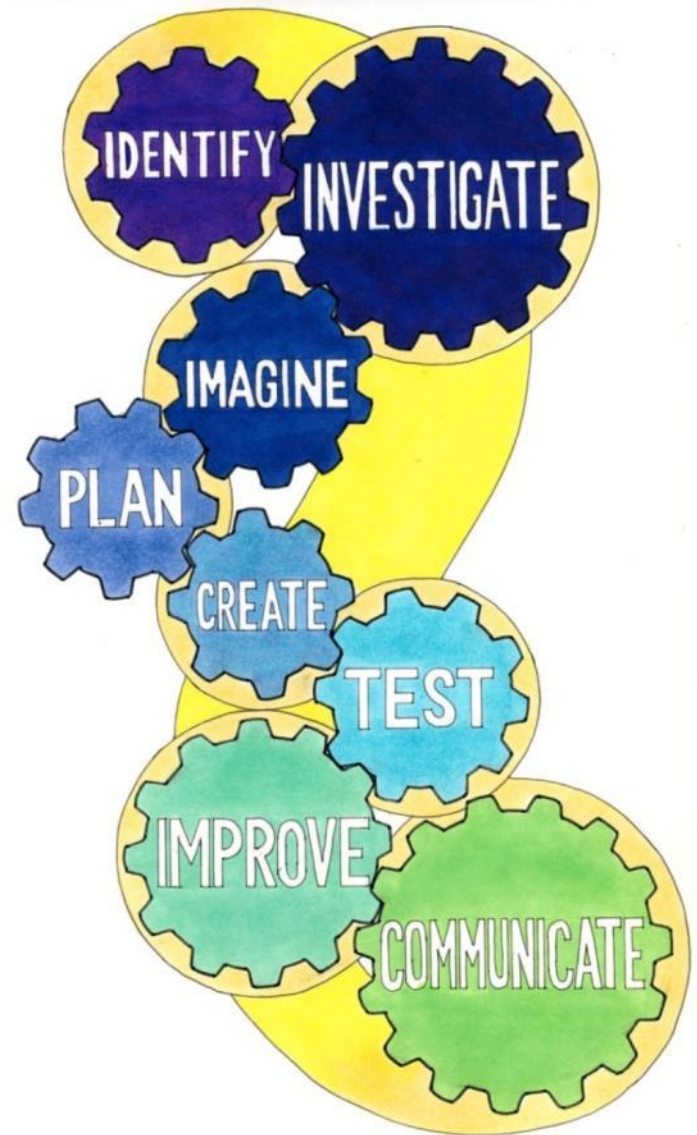 IDENTIFY
INVESTIGATE
IMAGINE
PLAN
CREATE
TEST
IMPROVE
COMMUNICATE